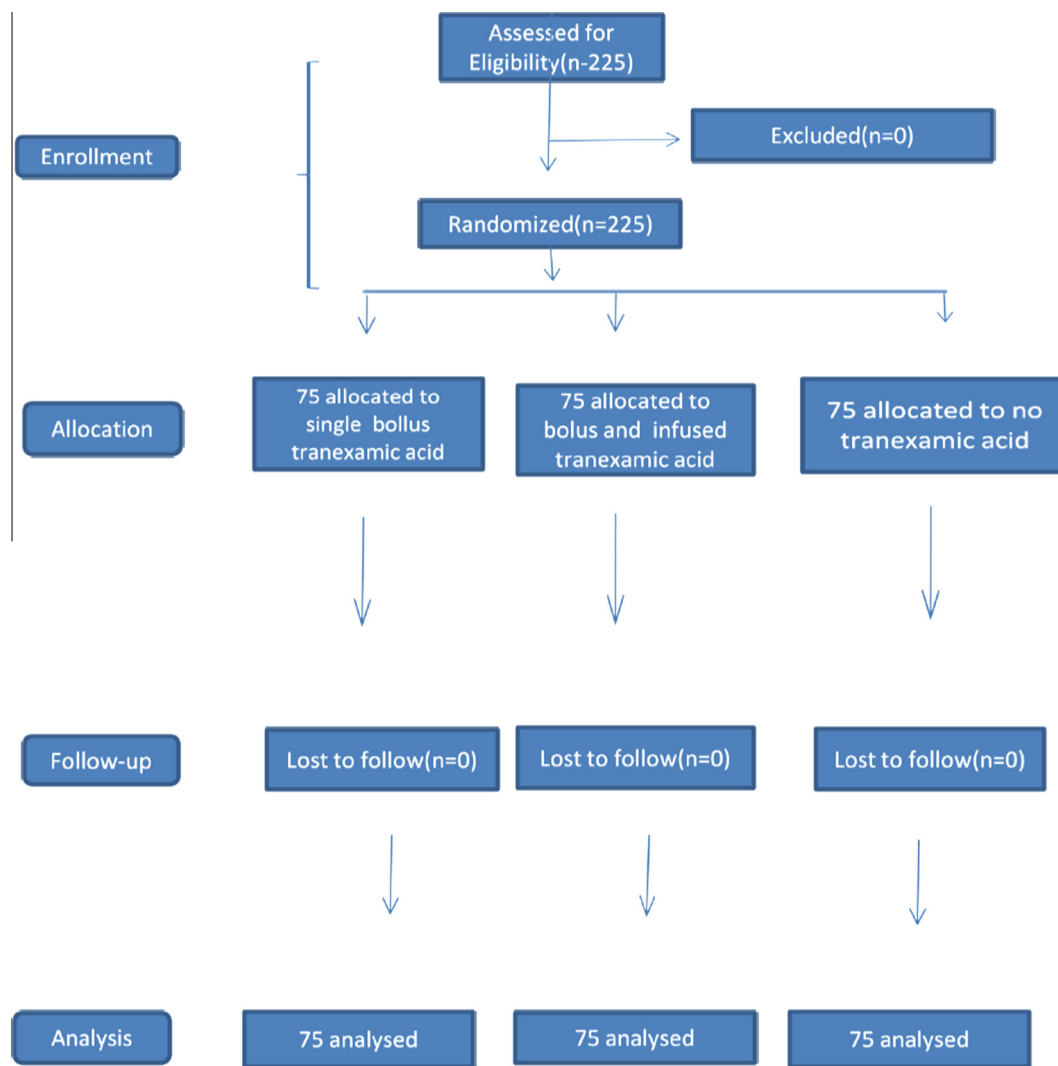 Assessed for
Eligibility(n-225)
Enrollment
Excluded(n=0)
Randomized(n=225)
Allocation
75 allocated to
single bollus
tranexamic acid
75 allocated to
bolus and infused
tranexamic acid
75 allocated to no
tranexamic acid
Follow-up
Lost to follow(n=0)
Lost to follow(n=0)
Lost to follow(n=0)
Analysis
75 analysed
75 analysed
75 analysed